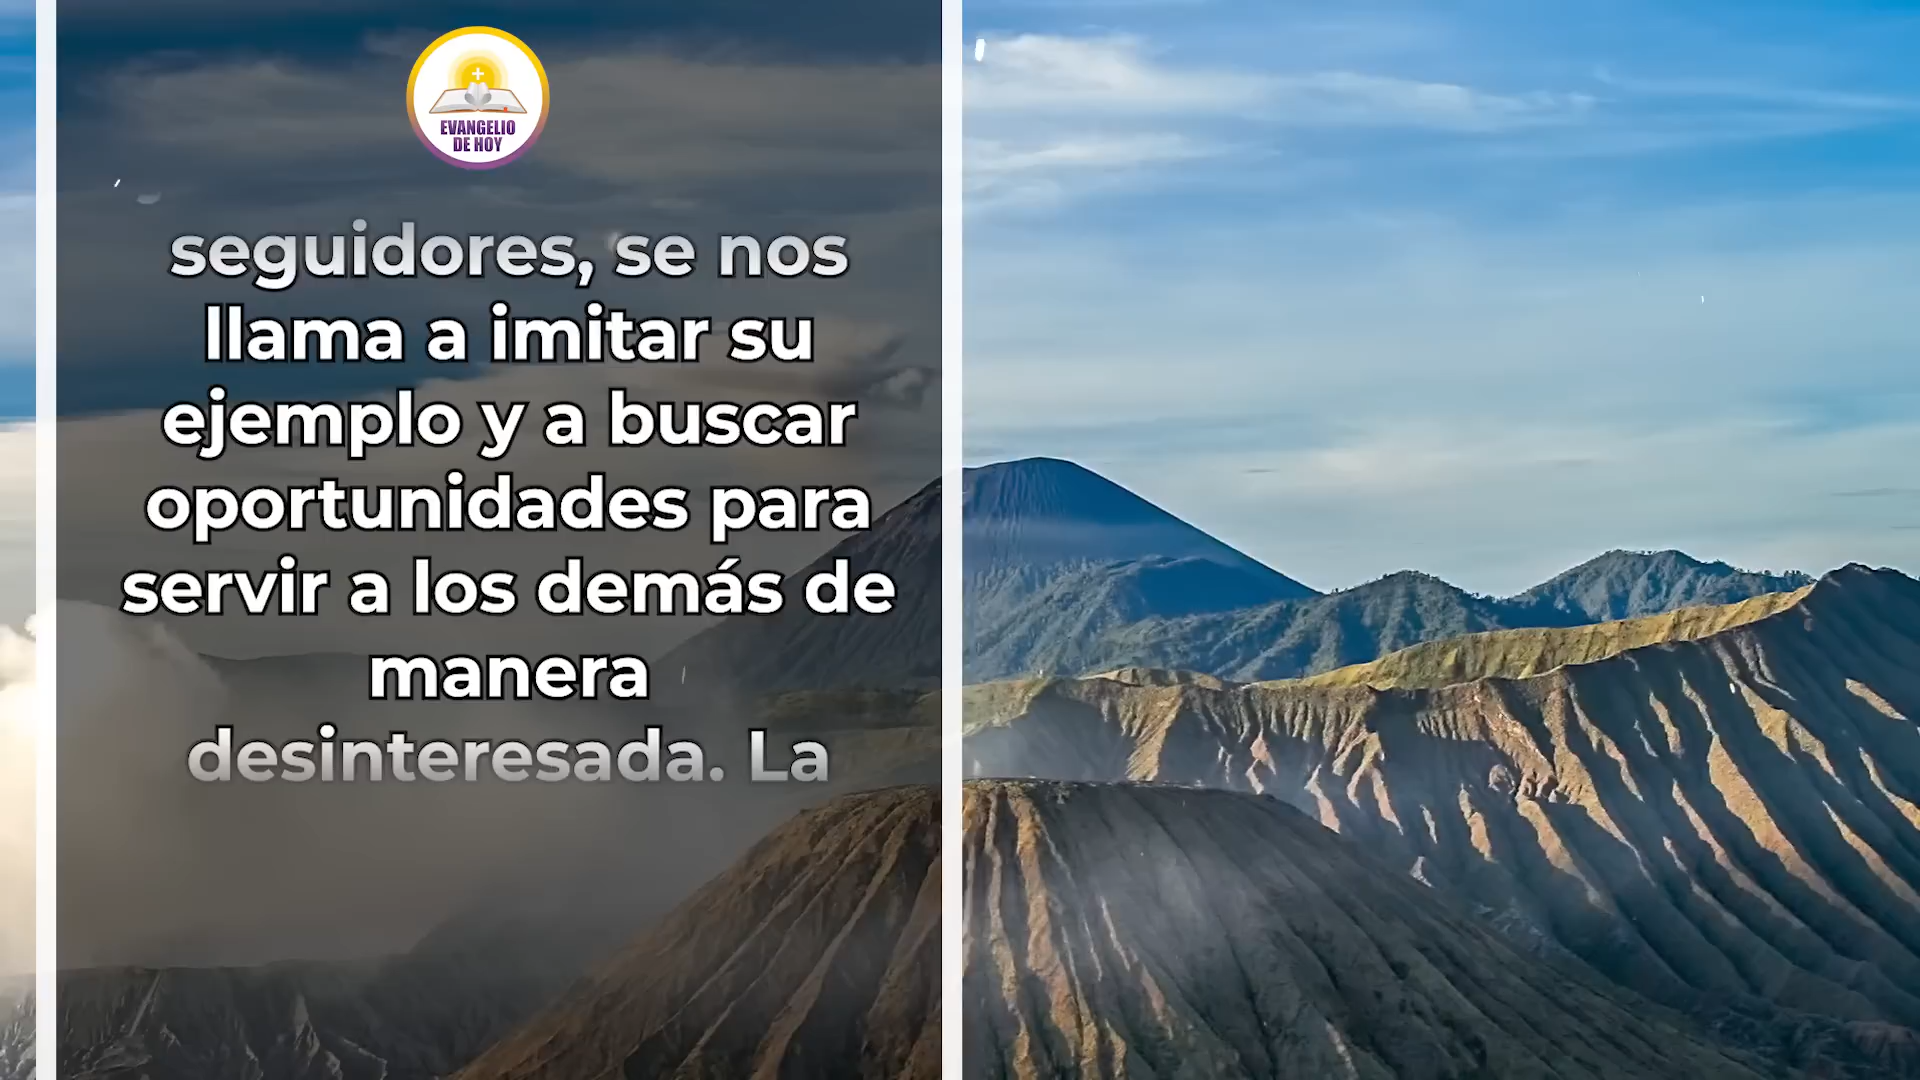 EVANGELIO
DE HOY
seguidores, se nos
llama a imitar su
ejemplo y a buscar
oportunidades para
servir a los demás de
manera
desinteresada. La